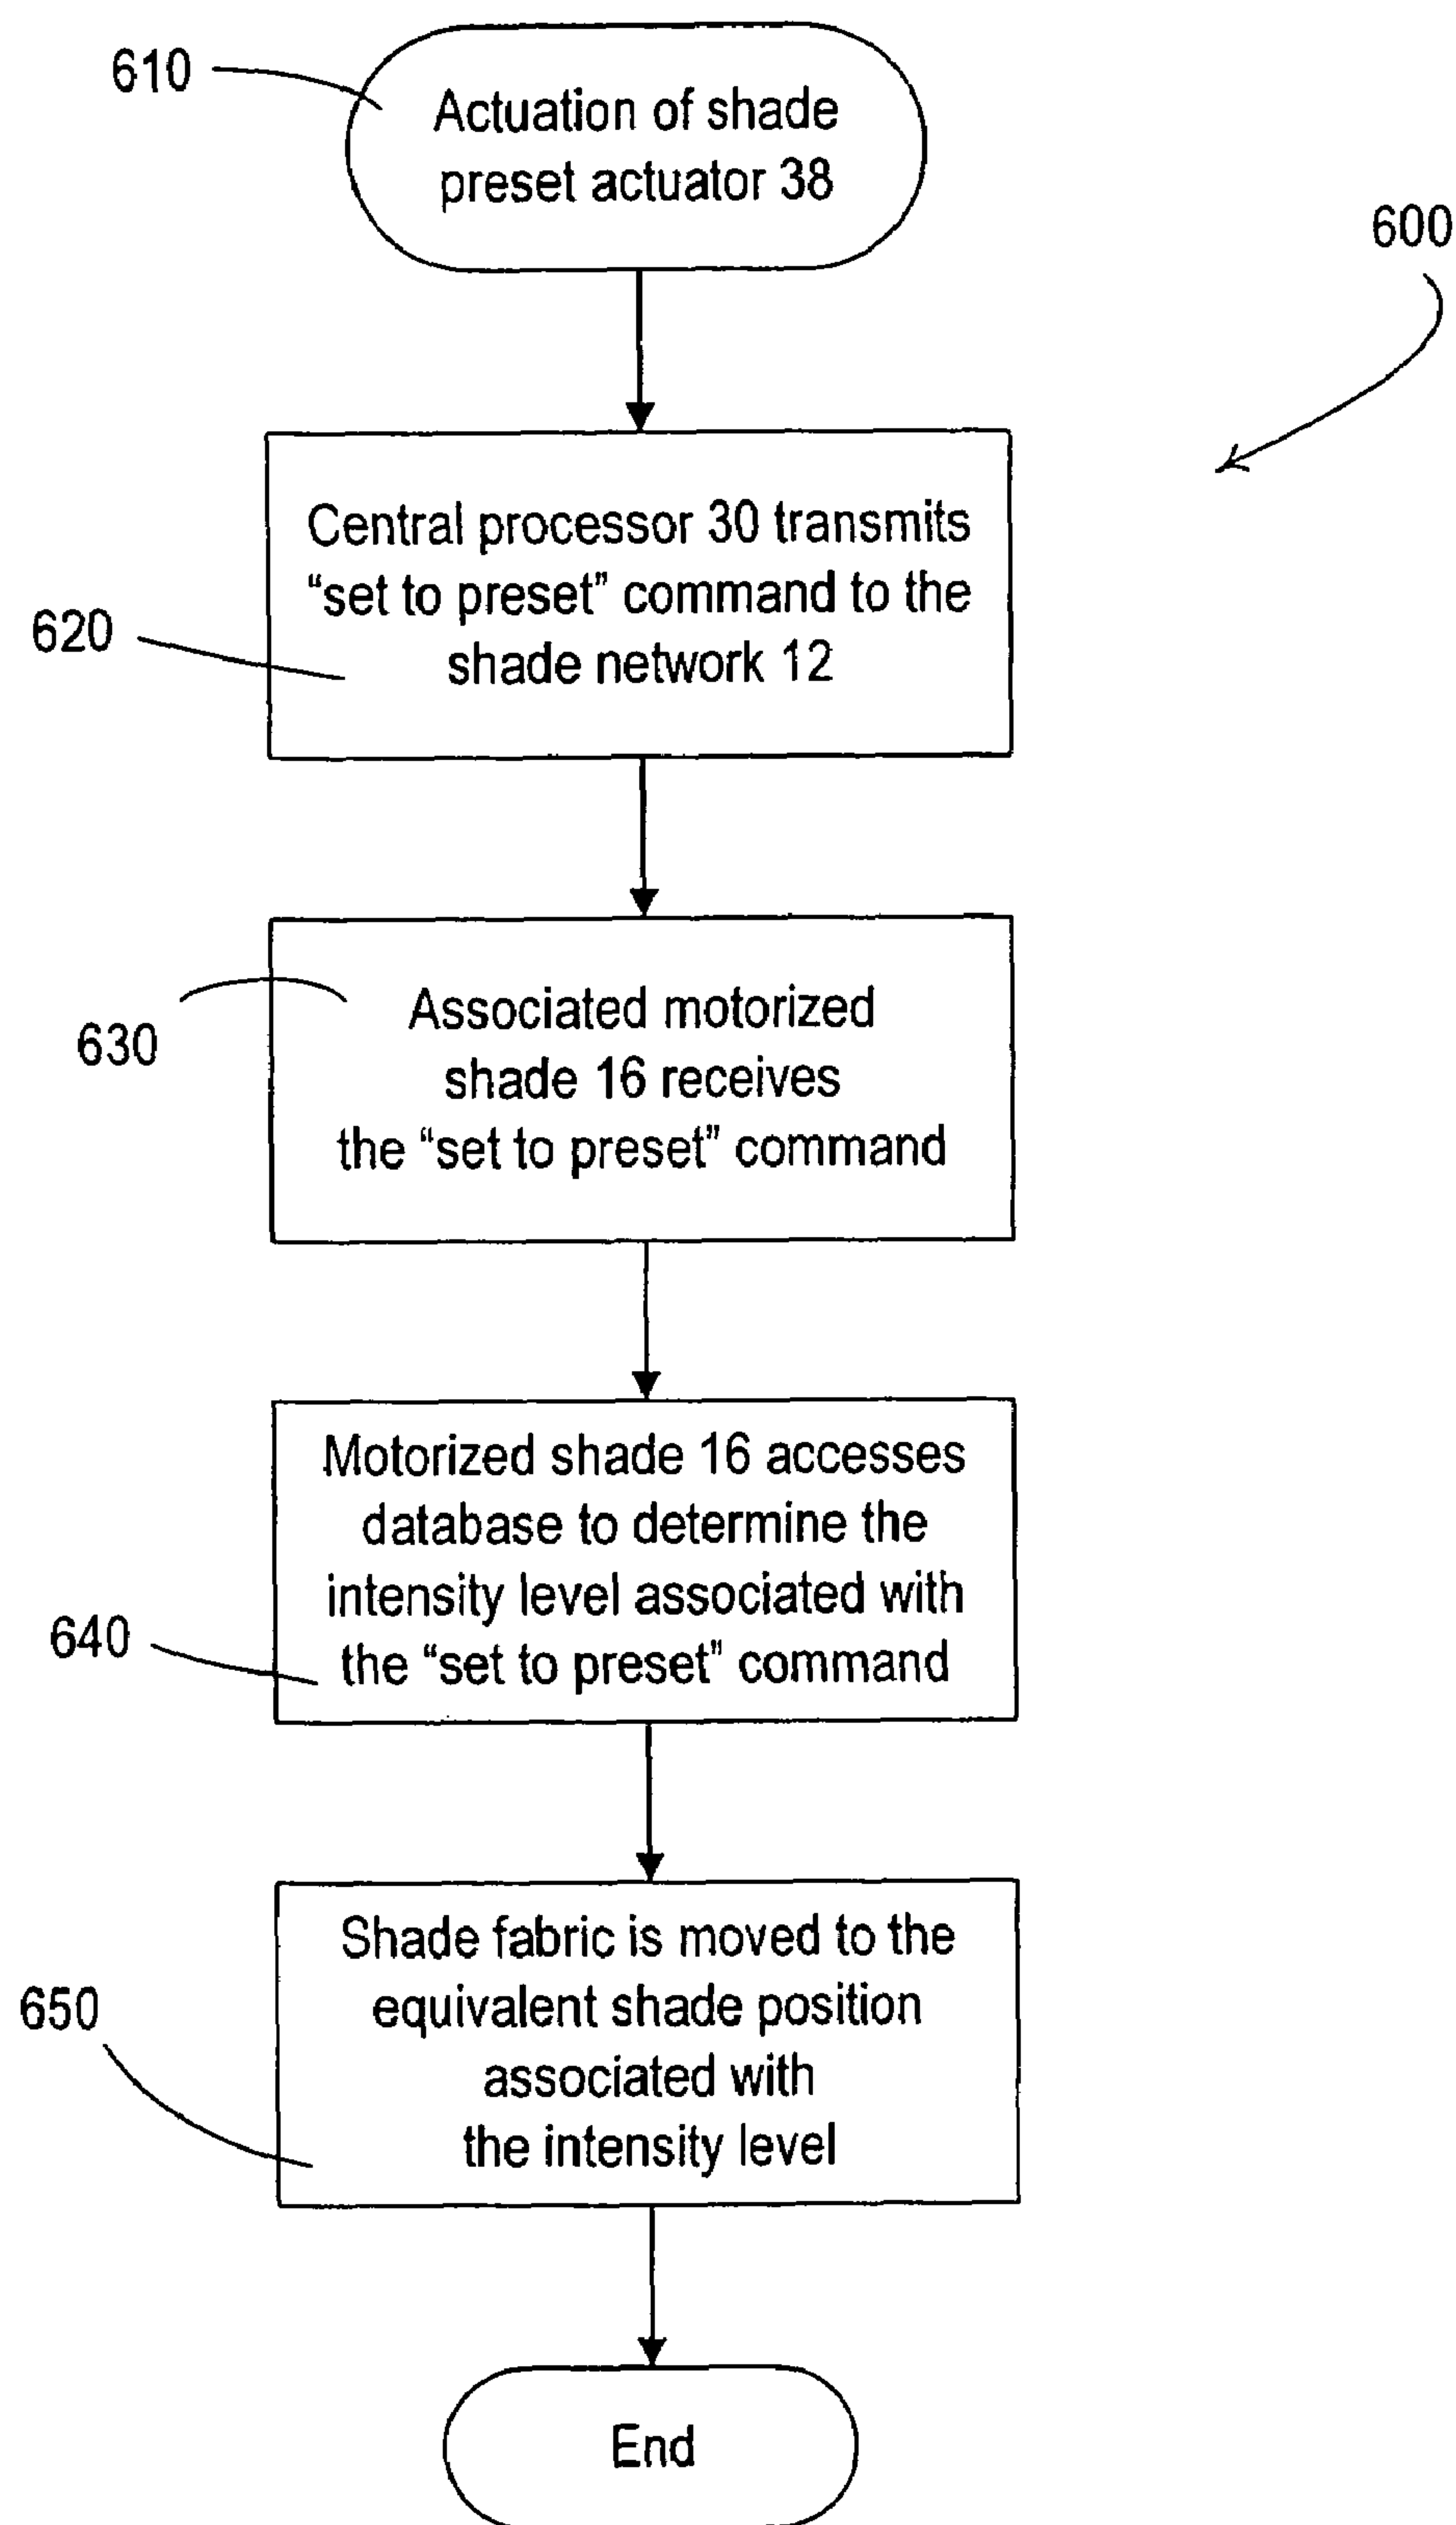 610
Actuation of shade
preset actuator 38
600
Central processor 30 transmits
“set to preset” command to the
shade network 12
620
Associated motorized
shade 16 receives
the “set to preset” command
630
Motorized shade 16 accesses
database to determine the
intensity level associated with
the “set to preset” command
640
Shade fabric is moved to the
equivalent shade position
associated with
the intensity level
650
End